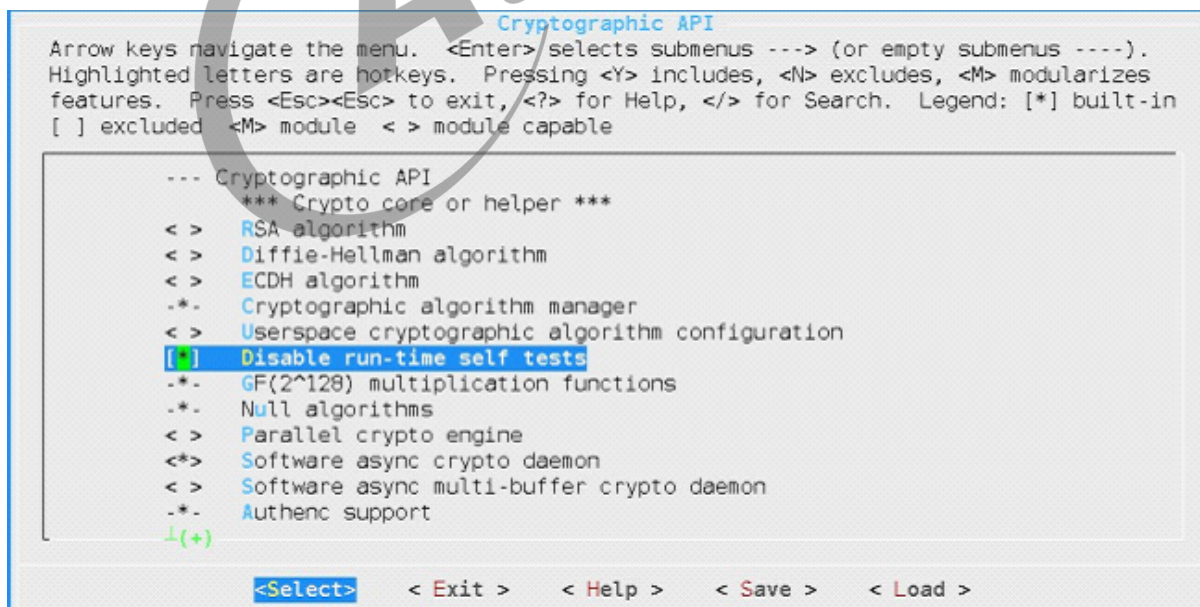 Cryptographic API
Arrow keys navigate the menu. <Enter> selects submenus ---> (or empty submenus ----).
Highlighted letters are hotkeys. Pressing <Y> includes, <N> excludes, <M> modularizes
features. Press <Esc><Esc> to exit, <?> for Help, </> for Search. Legend: [*] built-in
[ ] excluded <M> module < > module capable
--- Cryptographic API
*** Crypto core or helper ***
< > RSA algorithm
< > Diffie-Hellman algorithm
< > ECDH algorithm
-*- Cryptographic algorithm manager
< > Userspace cryptographic algorithm configuration
[*] Disable run-time self tests
-*- GF(2^128) multiplication functions
-*- Null algorithms
< > Parallel crypto engine
<*> Software async crypto daemon
< > Software async multi-buffer crypto daemon
-*- Authenc support
┴(+)
<Select> < Exit > < Help > < Save > < Load >